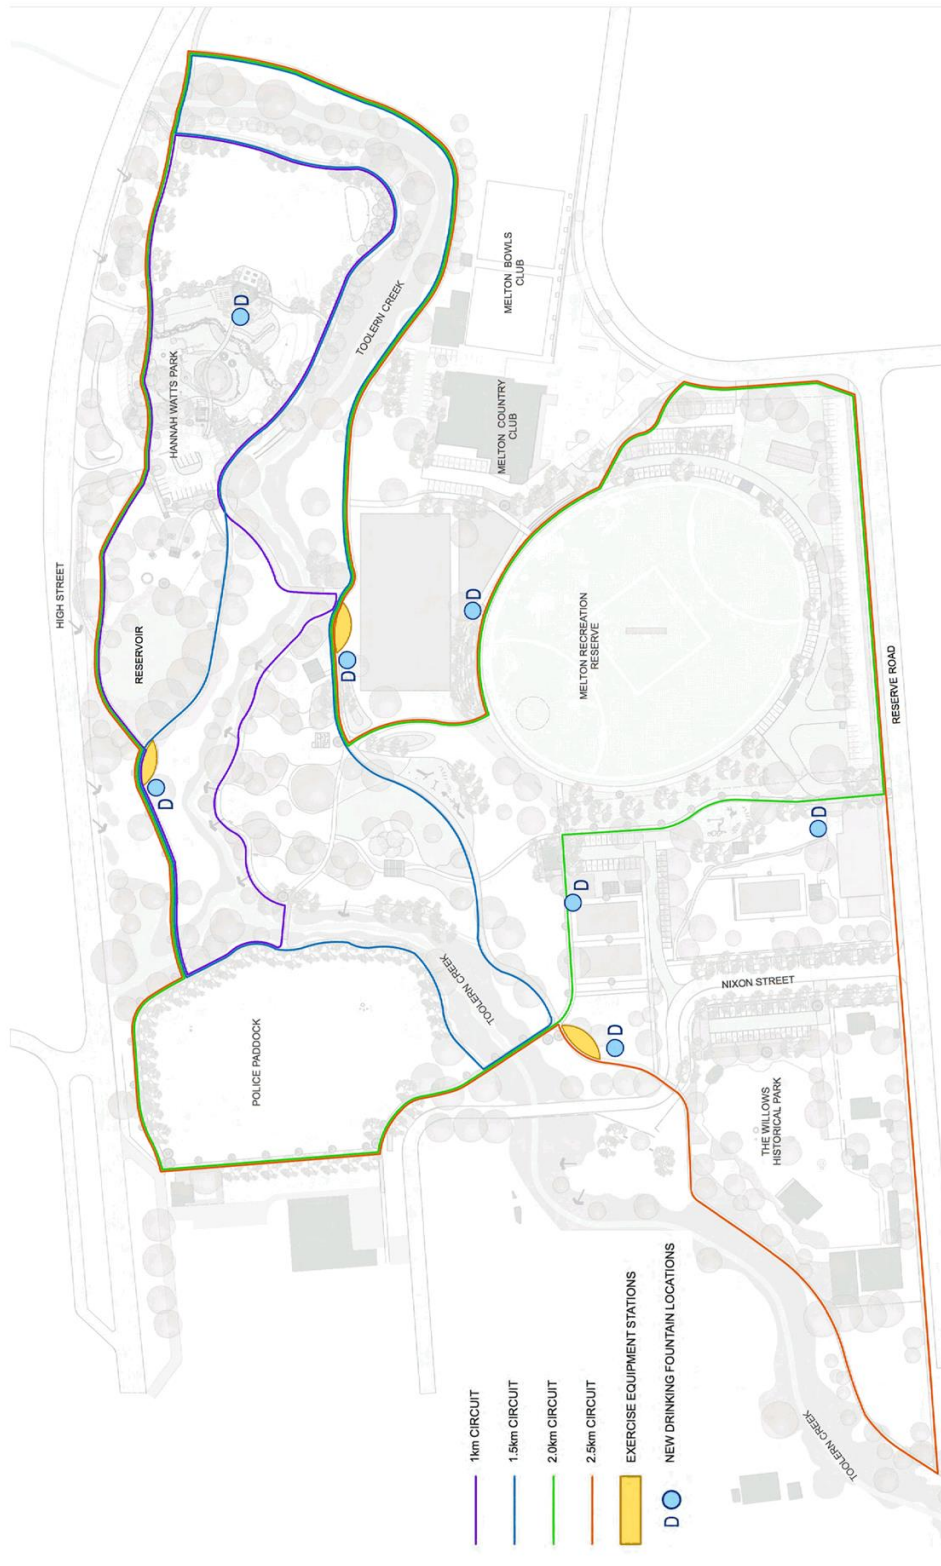 HIGH STREET
RESERVOIR
HANNAH WATTS PARK
D
TOOLERN CREEK
MELTON BOWLS
CLUB
MELTON COUNTRY
CLUB
D
D
D
MELTON RECREATION
RESERVE
RESERVE ROAD
D
D
D
NIXON STREET
POLICE PADDOCK
TOOLERN CREEK
THE WILLOWS
HISTORICAL PARK
TOOLERN CREEK
1km CIRCUIT
1.5km CIRCUIT
2.0km CIRCUIT
2.5km CIRCUIT
EXERCISE EQUIPMENT STATIONS
D NEW DRINKING FOUNTAIN LOCATIONS